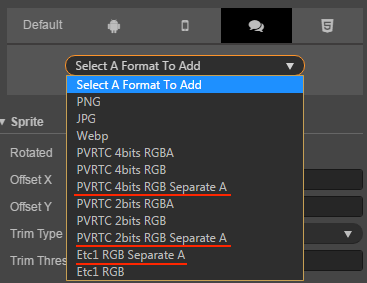 Default
Select A Format To Add
Select A Format To Add
PNG
JPG
Webp
PVRTC 4bits RGBA
PVRTC 4bits RGB
PVRTC 4bits RGB Separate A
PVRTC 2bits RGBA
PVRTC 2bits RGB
PVRTC 2bits RGB Separate A
Etc1 RGB Separate A
Etc1 RGB
Sprite
Rotated
Offset X
Offset Y
Trim Type
Trim Thres